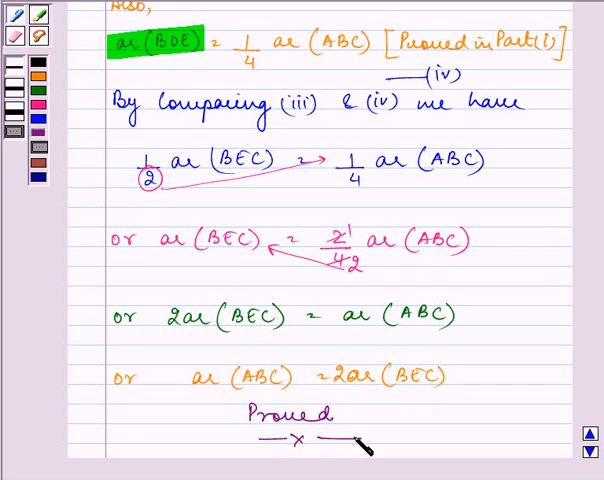 Also,
ar (BDE) = 1/4 ar (ABC) [Proved in Part(i)]
—(iv)
By Comparing (iii) & (iv) we have
1/2 ar (BEC) = 1/4 ar (ABC)
or ar (BEC) = 2 1/4 2 ar (ABC)
or 2ar (BEC) = ar (ABC)
or ar (ABC) = 2ar (BEC)
Proved
—x—